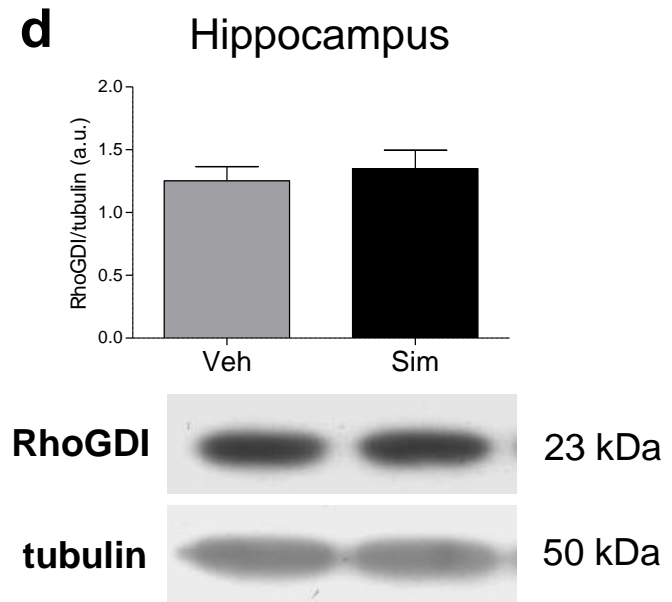 d
Hippocampus
RhoGDI/tubulin (a.u.)
2.0
1.5
1.0
0.5
0.0
Veh
Sim
RhoGDI
23 kDa
tubulin
50 kDa